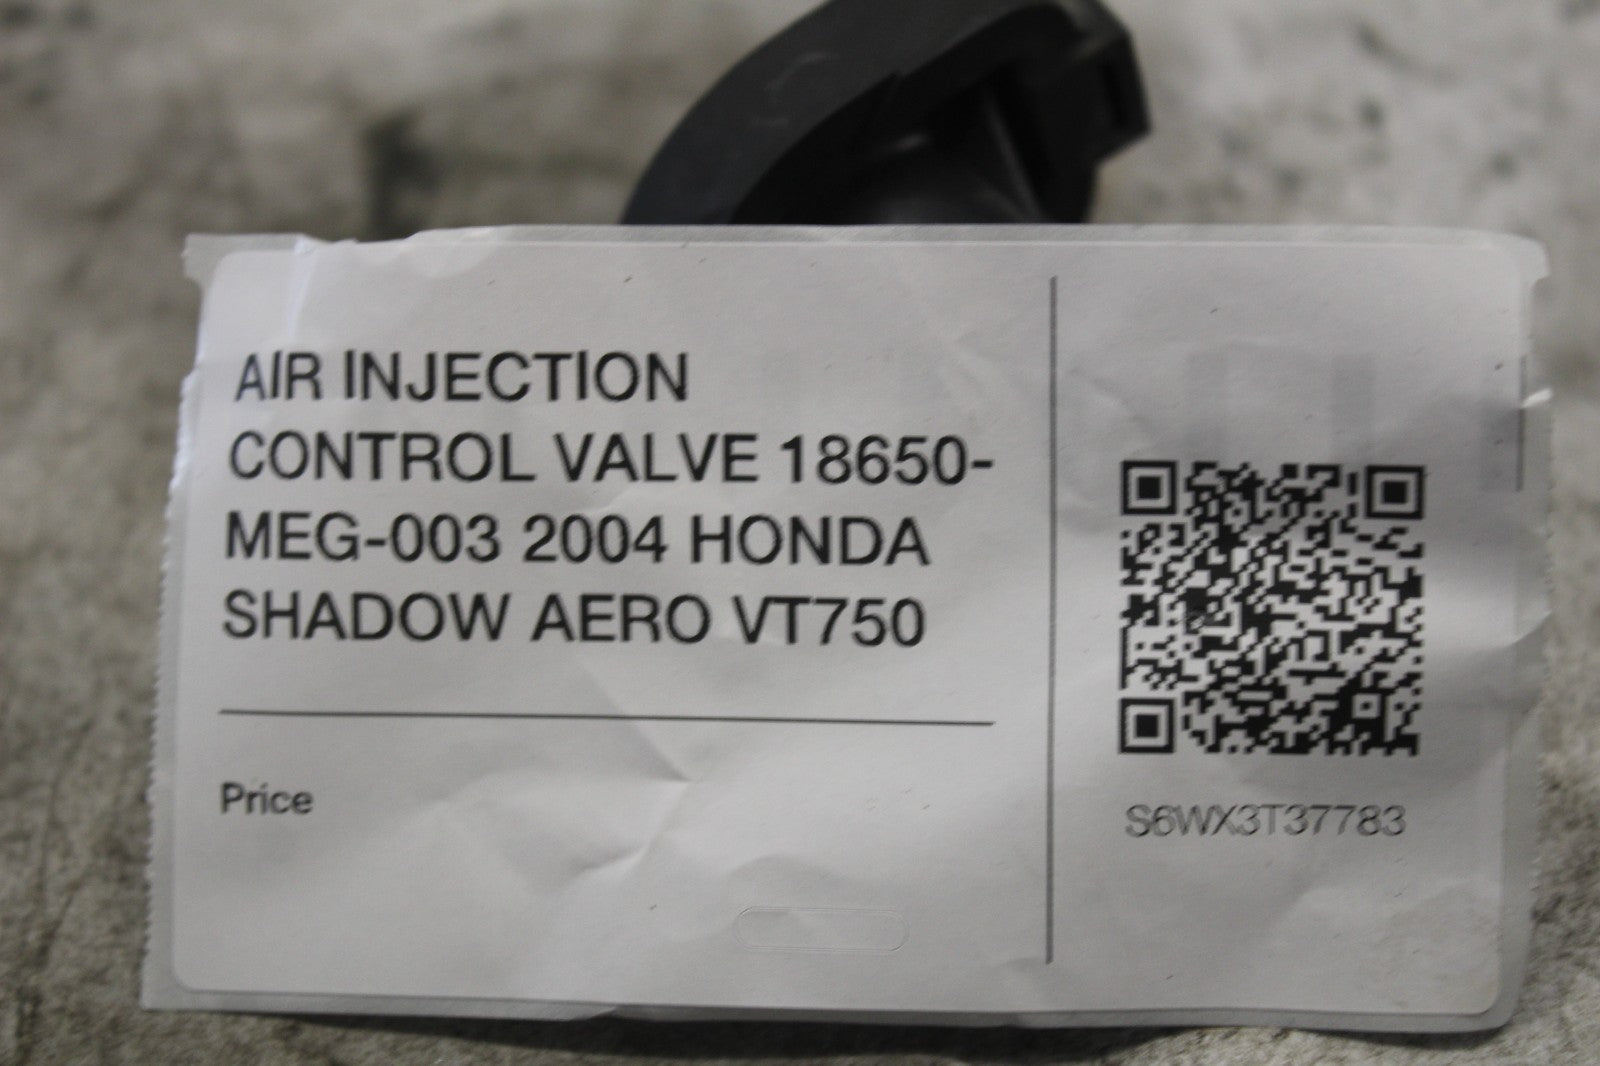 AIR INJECTION
CONTROL VALVE 18650-
MEG-003 2004 HONDA
SHADOW AERO VT750
Price
S6WX3T37783